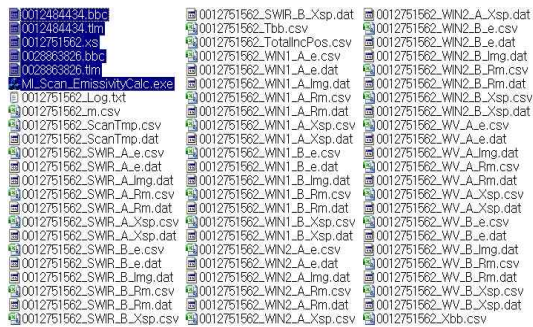 0012484434.bbc
0012484434.tlm
0012751562.xs
0028863826.bbc
0028863826.tlm
MI_Scan_EmissivityCalc.exe
0012751562_Log.txt
0012751562_m.csv
0012751562_ScanTmp.csv
0012751562_ScanTmp.dat
0012751562_SWIR_A_e.csv
0012751562_SWIR_A_e.dat
0012751562_SWIR_A_Img.dat
0012751562_SWIR_A_Rm.csv
0012751562_SWIR_A_Rm.dat
0012751562_SWIR_A_Xsp.csv
0012751562_SWIR_A_Xsp.dat
0012751562_SWIR_B_e.csv
0012751562_SWIR_B_e.dat
0012751562_SWIR_B_Img.dat
0012751562_SWIR_B_Rm.csv
0012751562_SWIR_B_Rm.dat
0012751562_SWIR_B_Xsp.csv
0012751562_SWIR_B_Xsp.dat
0012751562_Tbb.csv
0012751562_TotalIncPos.csv
0012751562_WIN1_A_e.csv
0012751562_WIN1_A_e.dat
0012751562_WIN1_A_Img.dat
0012751562_WIN1_A_Rm.csv
0012751562_WIN1_A_Rm.dat
0012751562_WIN1_A_Xsp.csv
0012751562_WIN1_A_Xsp.dat
0012751562_WIN1_B_e.csv
0012751562_WIN1_B_e.dat
0012751562_WIN1_B_Img.dat
0012751562_WIN1_B_Rm.csv
0012751562_WIN1_B_Rm.dat
0012751562_WIN1_B_Xsp.csv
0012751562_WIN1_B_Xsp.dat
0012751562_WIN2_A_e.csv
0012751562_WIN2_A_e.dat
0012751562_WIN2_A_Img.dat
0012751562_WIN2_A_Rm.csv
0012751562_WIN2_A_Rm.dat
0012751562_WIN2_A_Xsp.csv
0012751562_WIN2_A_Xsp.dat
0012751562_WIN2_B_e.csv
0012751562_WIN2_B_e.dat
0012751562_WIN2_B_Img.dat
0012751562_WIN2_B_Rm.csv
0012751562_WIN2_B_Rm.dat
0012751562_WIN2_B_Xsp.csv
0012751562_WIN2_B_Xsp.dat
0012751562_WV_A_e.csv
0012751562_WV_A_e.dat
0012751562_WV_A_Img.dat
0012751562_WV_A_Rm.csv
0012751562_WV_A_Rm.dat
0012751562_WV_A_Xsp.csv
0012751562_WV_A_Xsp.dat
0012751562_WV_B_e.csv
0012751562_WV_B_e.dat
0012751562_WV_B_Img.dat
0012751562_WV_B_Rm.csv
0012751562_WV_B_Rm.dat
0012751562_WV_B_Xsp.csv
0012751562_WV_B_Xsp.dat
0012751562_Xbb.csv